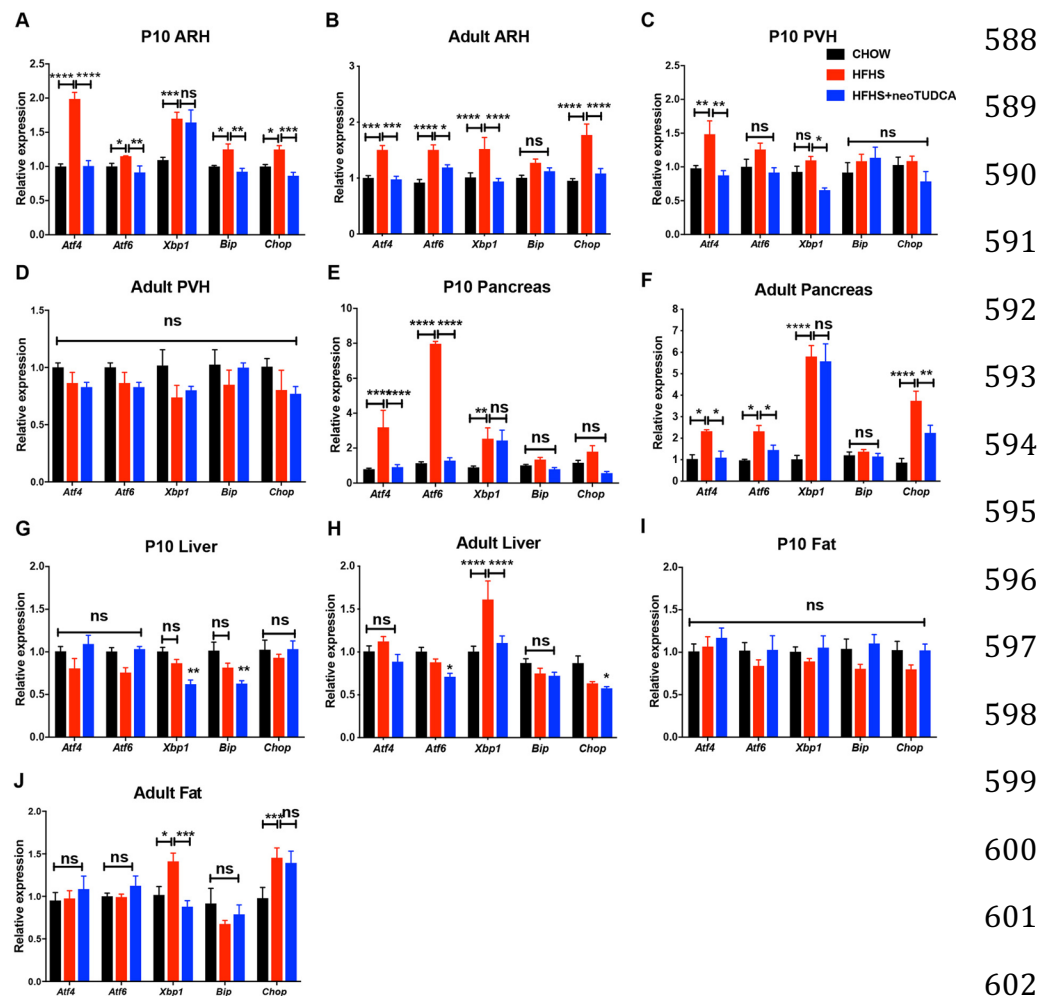 A
P10 ARH
Relative expression
2.5
2.0
1.5
1.0
0.5
0.0
**** ****
* **
*** ns
* **
* ***
Atf4 Atf6 Xbp1 Bip Chop
B
Adult ARH
Relative expression
3
2
1
0
*** ***
**** *
**** ****
ns
**** ****
Atf4 Atf6 Xbp1 Bip Chop
C
P10 PVH
CHOW
HFHS
HFHS+neoTUDCA
Relative expression
2.5
2.0
1.5
1.0
0.5
0.0
** **
ns
ns *
ns
Atf4 Atf6 Xbp1 Bip Chop
D
Adult PVH
Relative expression
1.5
1.0
0.5
0.0
ns
Atf4 Atf6 Xbp1 Bip Chop
E
P10 Pancreas
Relative expression
10
8
6
4
2
0
**** ****
**** ****
** ns
ns
ns
Atf4 Atf6 Xbp1 Bip Chop
F
Adult Pancreas
Relative expression
8
7
6
5
4
3
2
1
0
* *
* *
**** ns
ns
**** **
Atf4 Atf6 Xbp1 Bip Chop
G
P10 Liver
Relative expression
1.5
1.0
0.5
0.0
ns
ns
**
ns
**
ns
Atf4 Atf6 Xbp1 Bip Chop
H
Adult Liver
Relative expression
2.0
1.5
1.0
0.5
0.0
ns
*
**** ****
ns
*
Atf4 Atf6 Xbp1 Bip Chop
I
P10 Fat
Relative expression
2.0
1.5
1.0
0.5
0.0
ns
Atf4 Atf6 Xbp1 Bip Chop
J
Adult Fat
Relative expression
2.0
1.5
1.0
0.5
0.0
ns
ns
* ***
ns
*** ns
Atf4 Atf6 Xbp1 Bip Chop
588
589
590
591
592
593
594
595
596
597
598
599
600
601
602